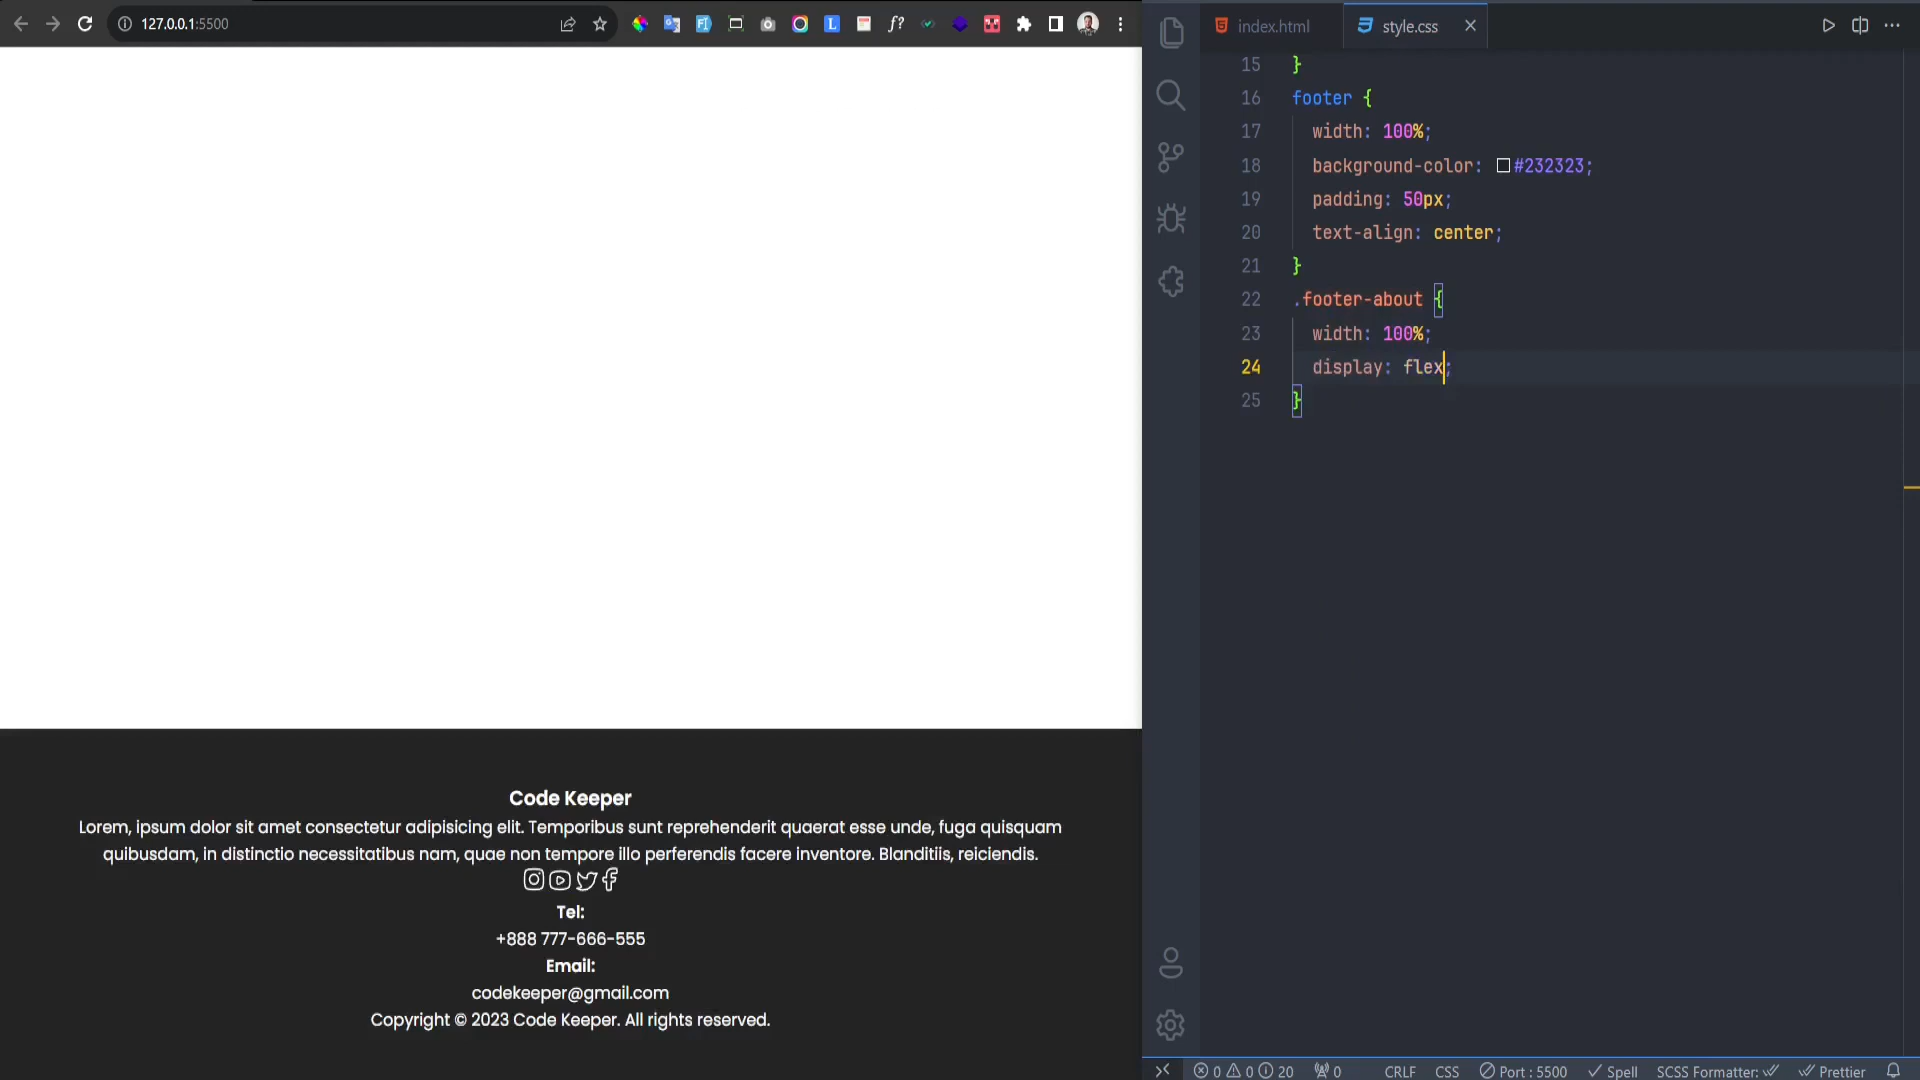 127.0.0.1:5500
Code Keeper
Lorem, ipsum dolor sit amet consectetur adipisicing elit. Temporibus sunt reprehenderit quaerat esse unde, fuga quisquam
quibusdam, in distinctio necessitatibus nam, quae non tempore illo perferendis facere inventore. Blanditiis, reiciendis.
Tel:
+888 777-666-555
Email:
codekeeper@gmail.com
Copyright © 2023 Code Keeper. All rights reserved.
index.html
style.css
15 }
16 footer {
17 width: 100%;
18 background-color: #232323;
19 padding: 50px;
20 text-align: center;
21 }
22 .footer-about {
23 width: 100%;
24 display: flex;
25 }
0 0 20 0 CRLF CSS Port : 5500 Spell SCSS Formatter: Prettier